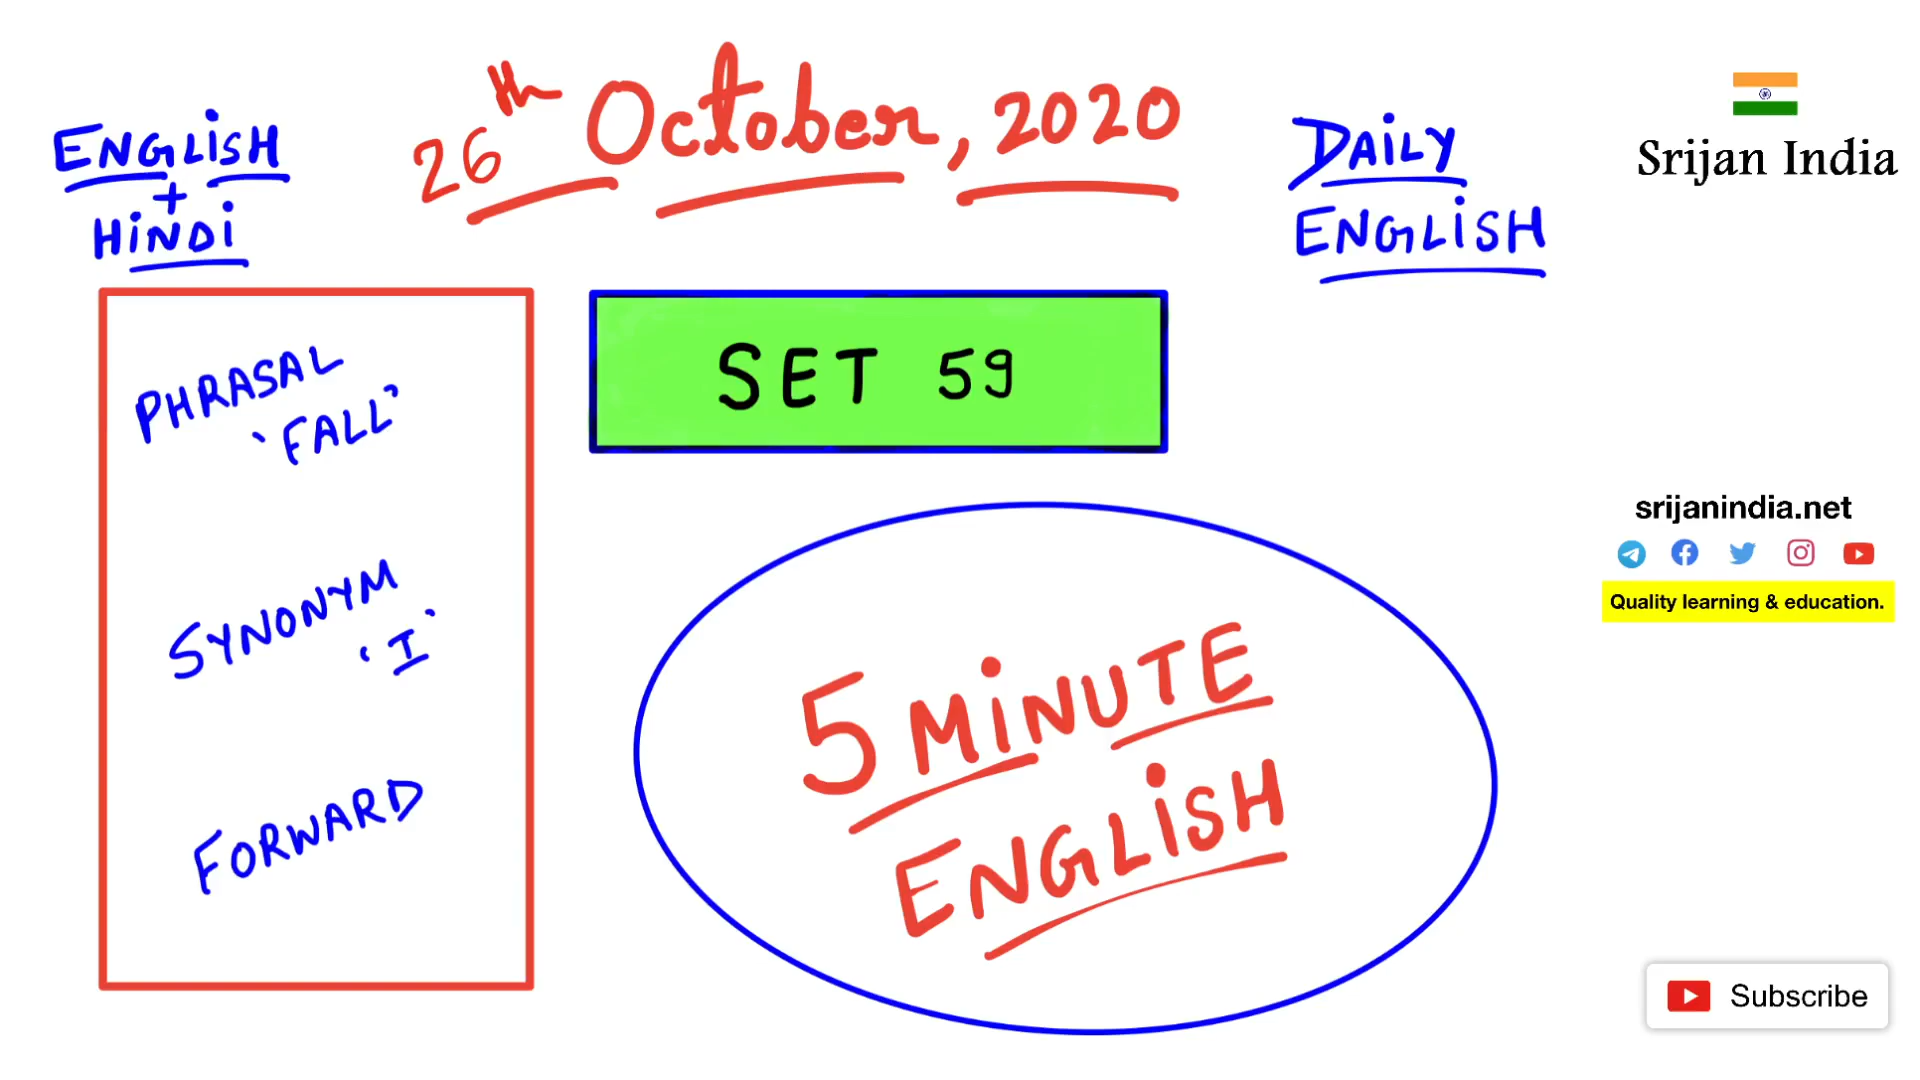 26th October, 2020
ENGLiSH
+
HiNDi
DAiLY
ENGLiSH
Srijan India
PHRASAL
'FALL'
SYNONYM
'I'
FORWARD
SET 59
5 MiNUTE
ENGLiSH
srijanindia.net
Quality learning & education.
Subscribe